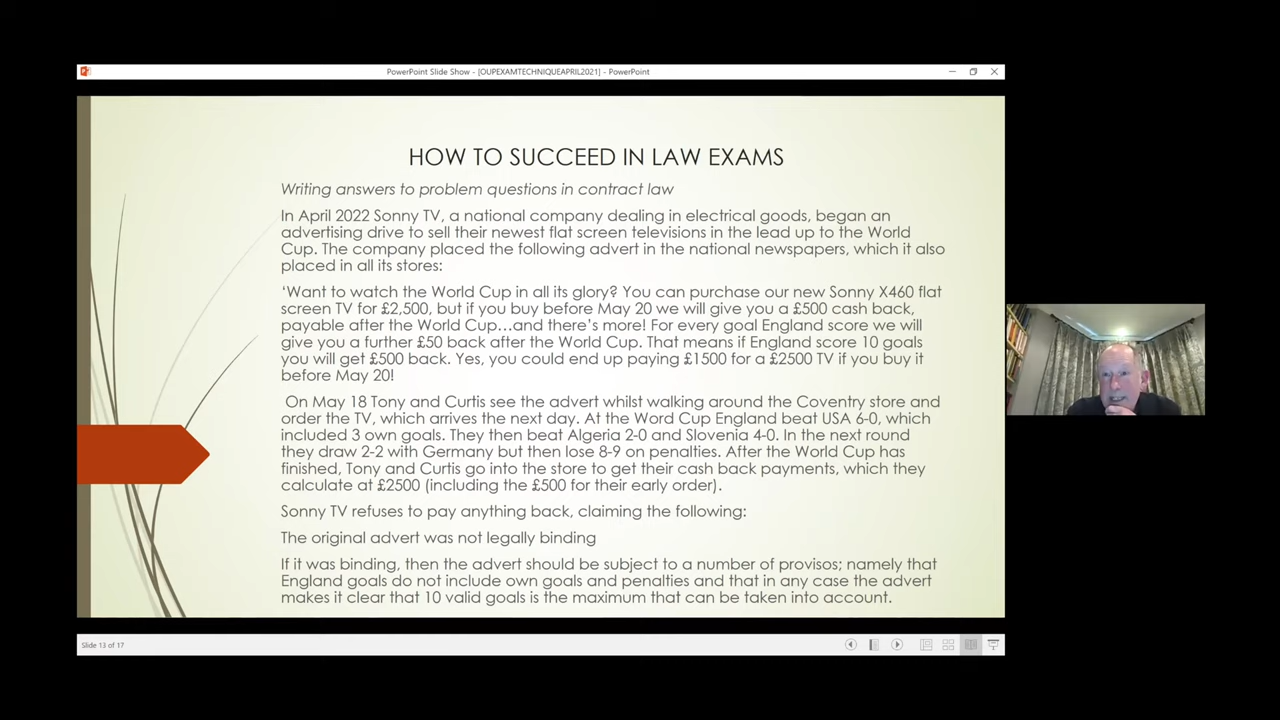 PowerPoint Slide Show - [OUPEXAMTECHNIQUEAPRIL2021] - PowerPoint
HOW TO SUCCEED IN LAW EXAMS
Writing answers to problem questions in contract law
In April 2022 Sonny TV, a national company dealing in electrical goods, began an
advertising drive to sell their newest flat screen televisions in the lead up to the World
Cup. The company placed the following advert in the national newspapers, which it also
placed in all its stores:
‘Want to watch the World Cup in all its glory? You can purchase our new Sonny X460 flat
screen TV for £2,500, but if you buy before May 20 we will give you a £500 cash back,
payable after the World Cup…and there’s more! For every goal England score we will
give you a further £50 back after the World Cup. That means if England score 10 goals
you will get £500 back. Yes, you could end up paying £1500 for a £2500 TV if you buy it
before May 20!
On May 18 Tony and Curtis see the advert whilst walking around the Coventry store and
order the TV, which arrives the next day. At the Word Cup England beat USA 6-0, which
included 3 own goals. They then beat Algeria 2-0 and Slovenia 4-0. In the next round
they draw 2-2 with Germany but then lose 8-9 on penalties. After the World Cup has
finished, Tony and Curtis go into the store to get their cash back payments, which they
calculate at £2500 (including the £500 for their early order).
Sonny TV refuses to pay anything back, claiming the following:
The original advert was not legally binding
If it was binding, then the advert should be subject to a number of provisos; namely that
England goals do not include own goals and penalties and that in any case the advert
makes it clear that 10 valid goals is the maximum that can be taken into account.
Slide 13 of 17